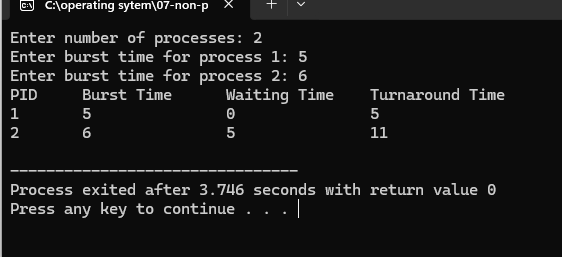 C:\operating sytem\07-non-p
Enter number of processes: 2
Enter burst time for process 1: 5
Enter burst time for process 2: 6
PID Burst Time Waiting Time Turnaround Time
1 5 0 5
2 6 5 11
--------------------------------
Process exited after 3.746 seconds with return value 0
Press any key to continue . . .